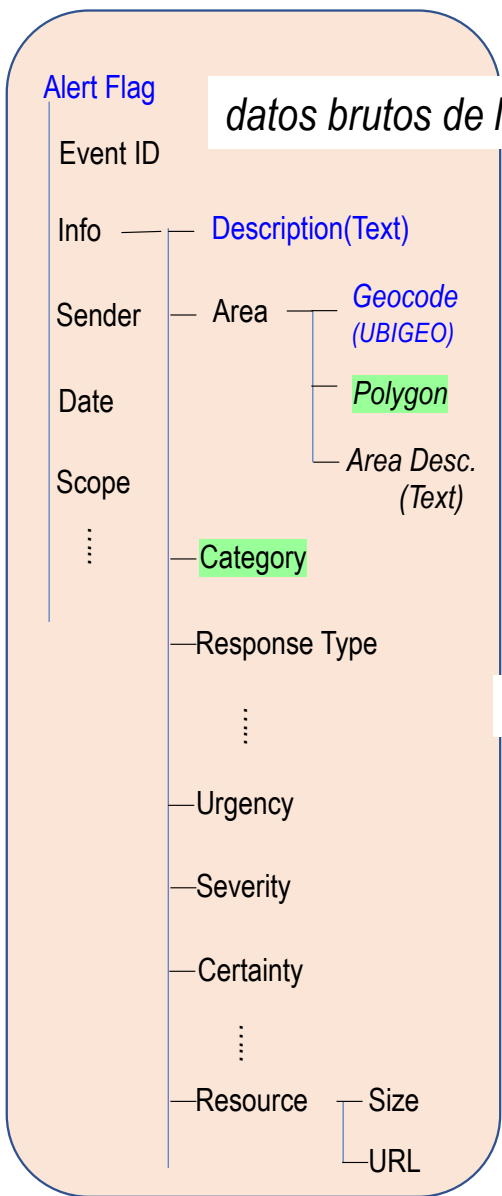 Alert Flag
datos brutos de
Event ID
Info
Description(Text)
Sender
Area
Geocode
(UBIGEO)
Date
Polygon
Scope
Area Desc.
(Text)
.....
Category
Response Type
.....
Urgency
Severity
Certainty
.....
Resource
Size
URL